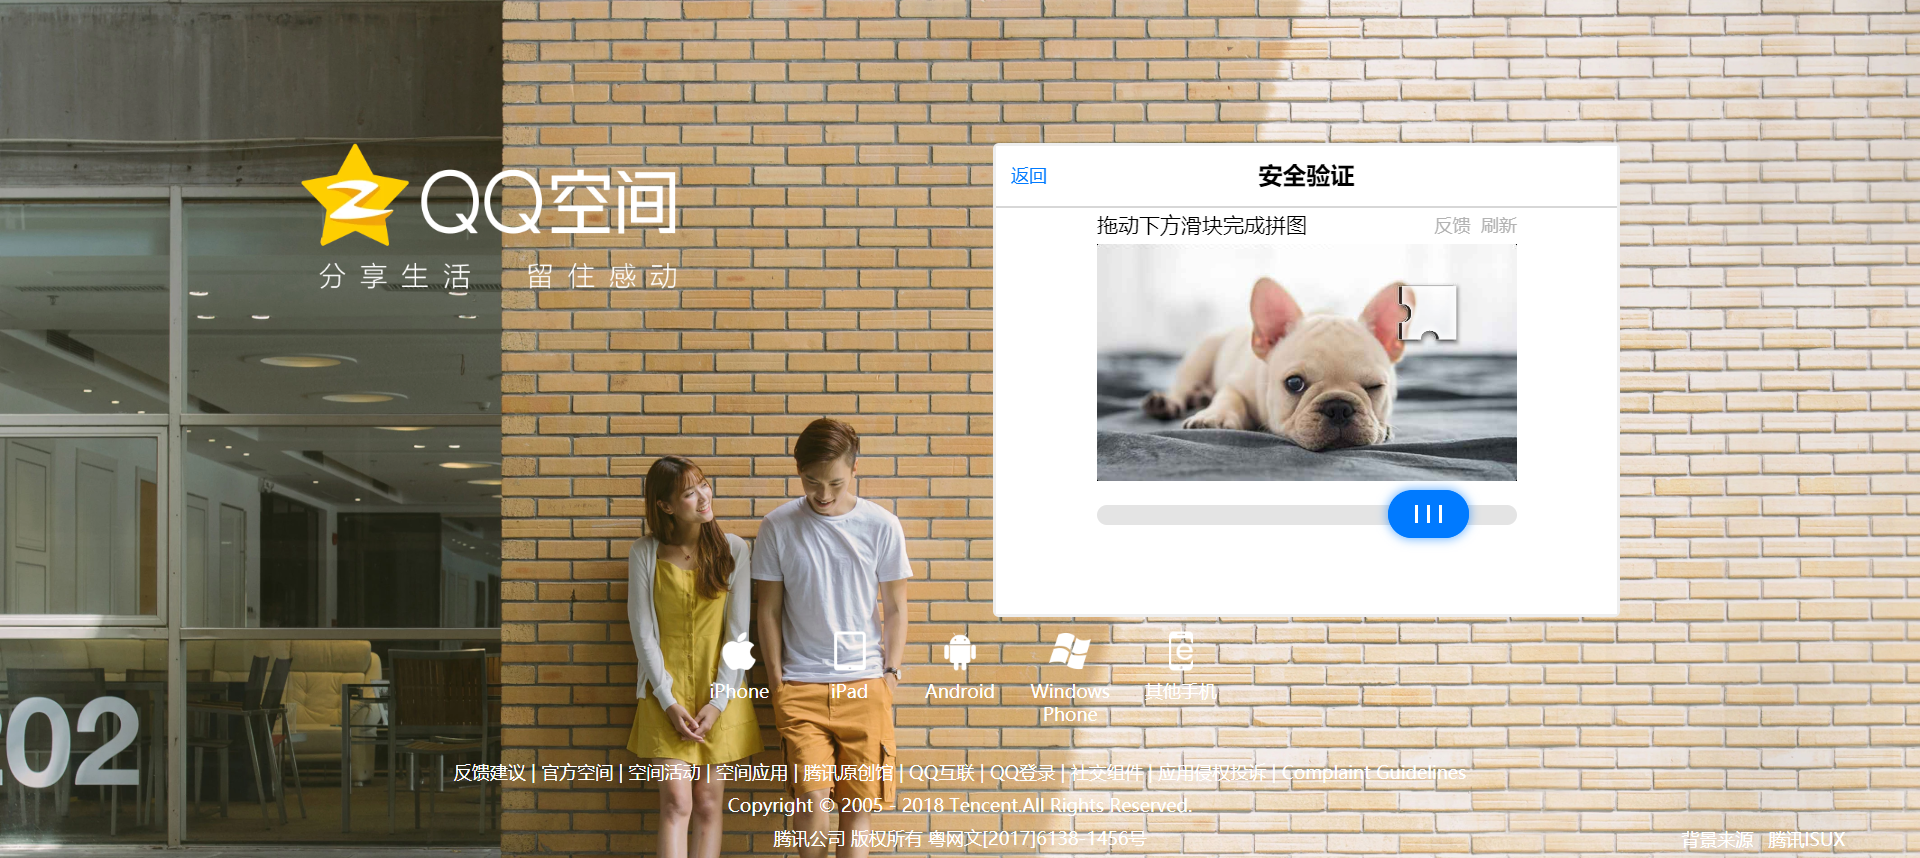 QQ空间
分享生活 留住感动
返回
安全验证
拖动下方滑块完成拼图
反馈 刷新
202
iPhone
iPad
Android
Windows
Phone
其他手机
反馈建议 | 官方空间 | 空间活动 | 空间应用 | 腾讯原创馆 | QQ互联 | QQ登录 | 社交组件 | 应用侵权投诉 | Complaint Guidelines
Copyright © 2005 - 2018 Tencent.All Rights Reserved.
腾讯公司 版权所有 粤网文[2017]6138-1456号
背景来源 腾讯ISUX